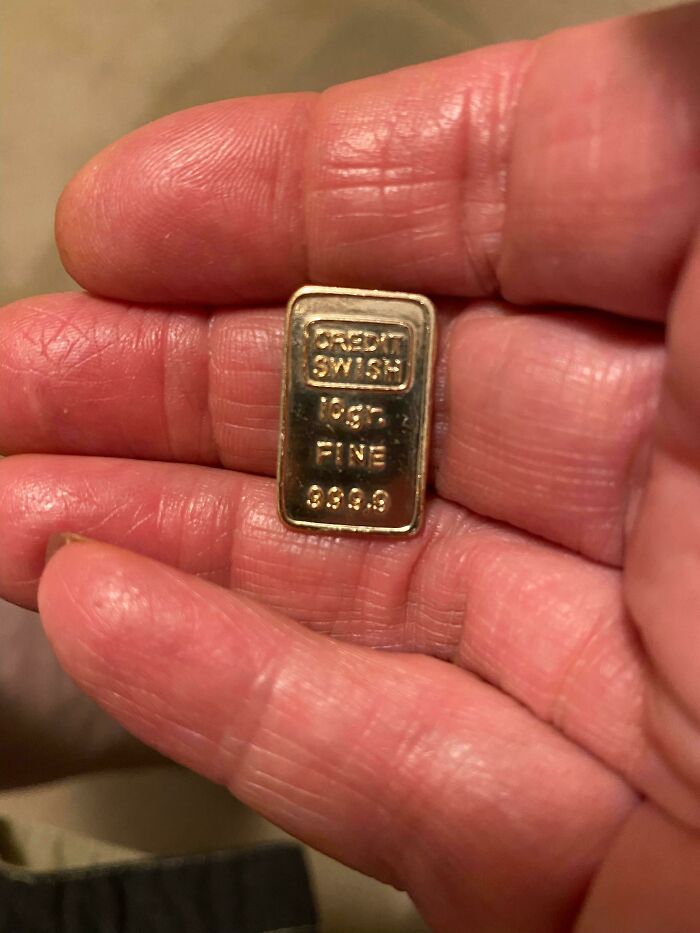 CREDIT
SWISH
10gr.
FINE
999.9